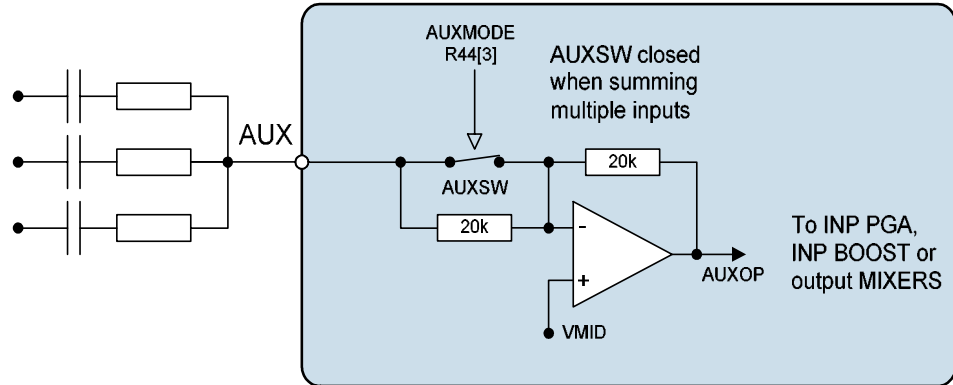 AUXMODE
R44[3]
AUXSW closed
when summing
multiple inputs
AUX
AUXSW
20k
20k
-
+
VMID
AUXOP
To INP PGA,
INP BOOST or
output MIXERS